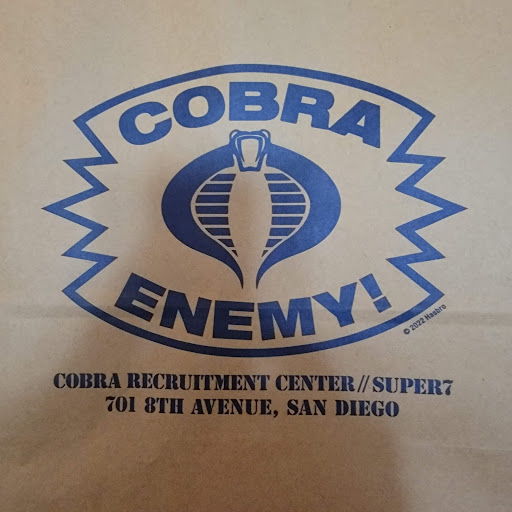 COBRA
ENEMY!
© 2022 Hasbro
COBRA RECRUITMENT CENTER//SUPER7
701 8TH AVENUE, SAN DIEGO